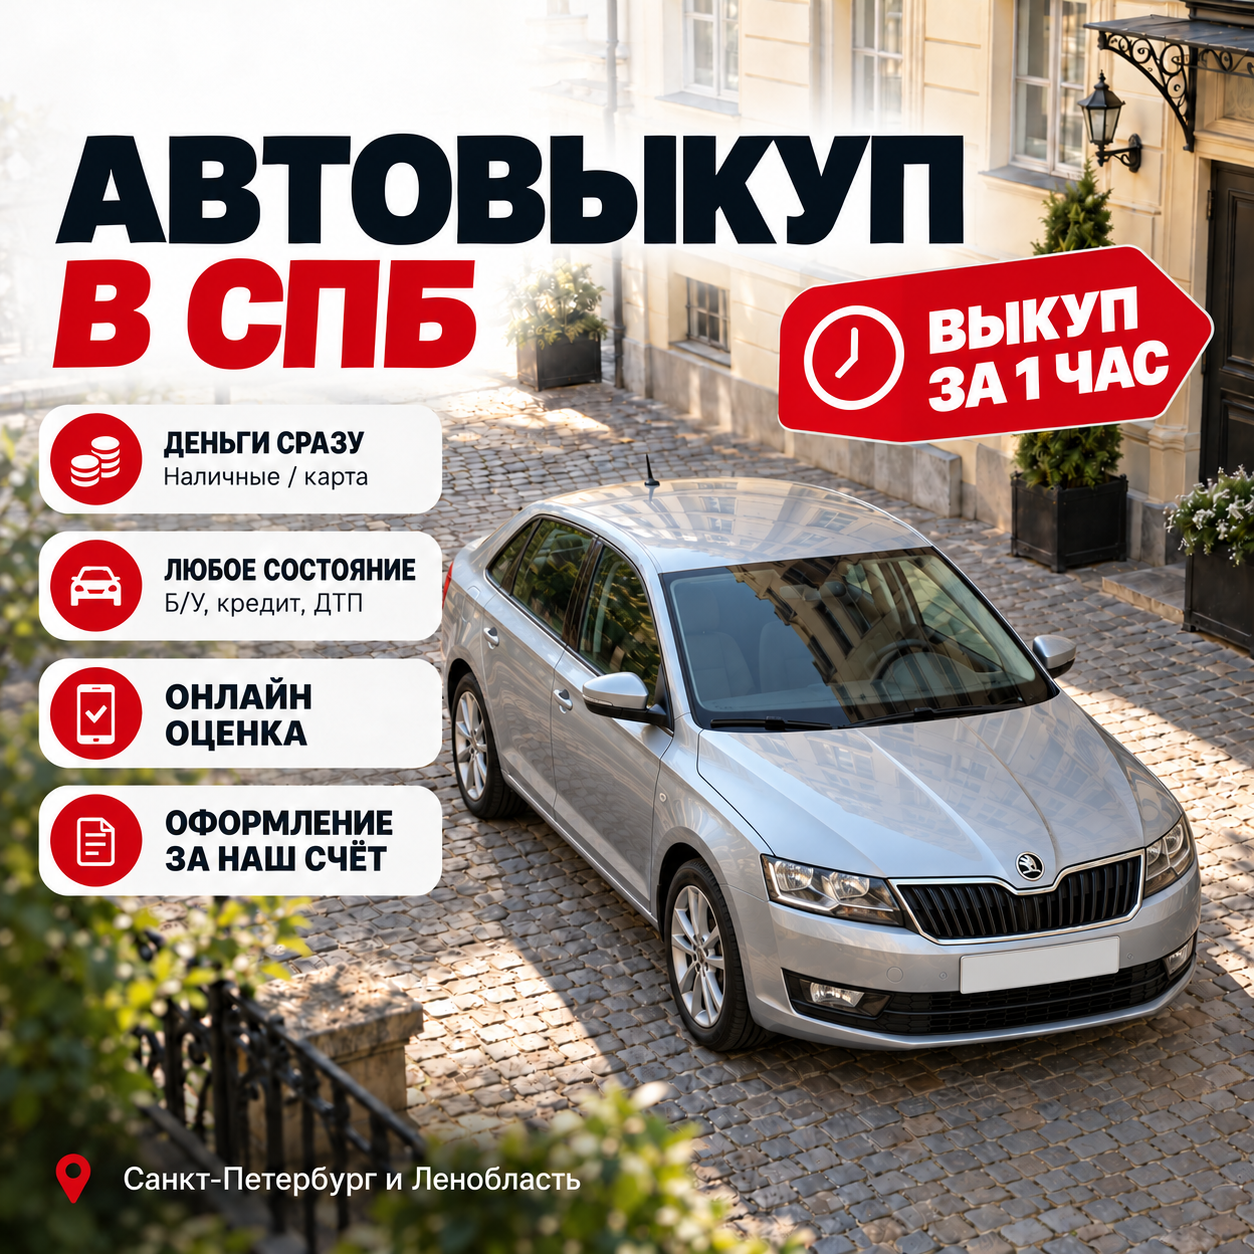 АВТОВЫКУП
В СПБ
ВЫКУП
ЗА 1 ЧАС
ДЕНЬГИ СРАЗУ
Наличные / карта
ЛЮБОЕ СОСТОЯНИЕ
Б/У, кредит, ДТП
ОНЛАЙН
ОЦЕНКА
ОФОРМЛЕНИЕ
ЗА НАШ СЧЁТ
Санкт-Петербург и Ленобласть